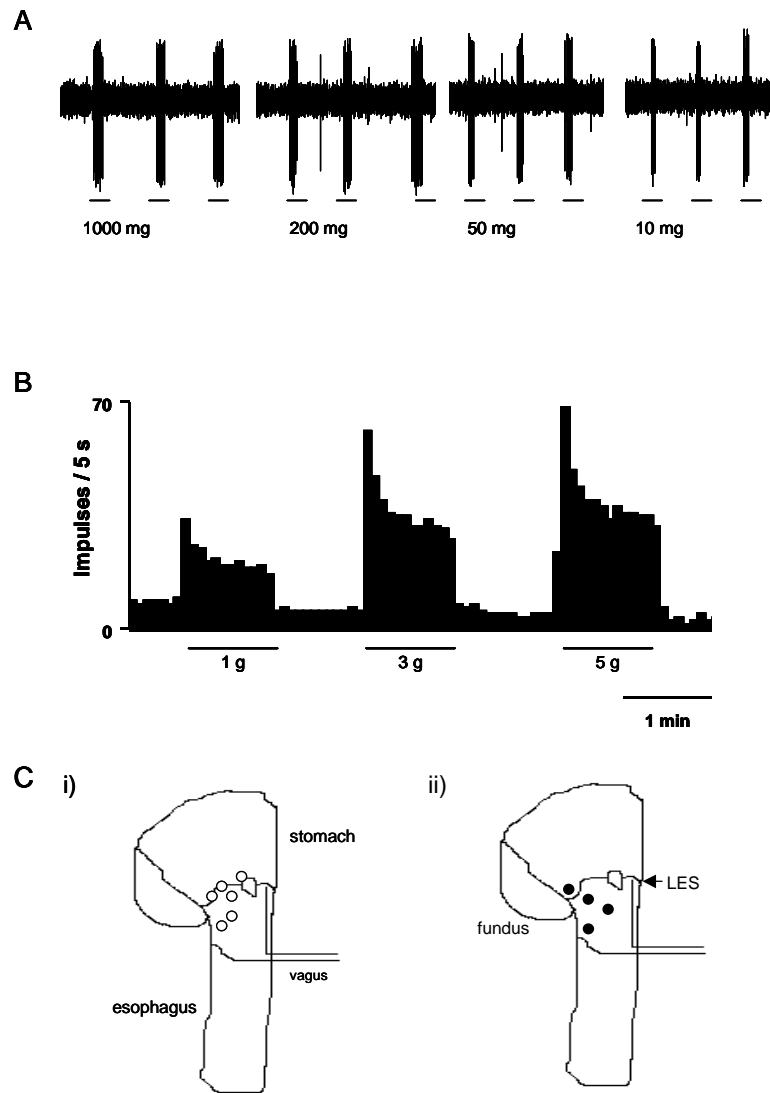 A
1000 mg 200 mg 50 mg 10 mg
B
70
Impulses / 5 s
0
1 g 3 g 5 g
1 min
C i) ii)
stomach
LES
fundus
vagus
esophagus